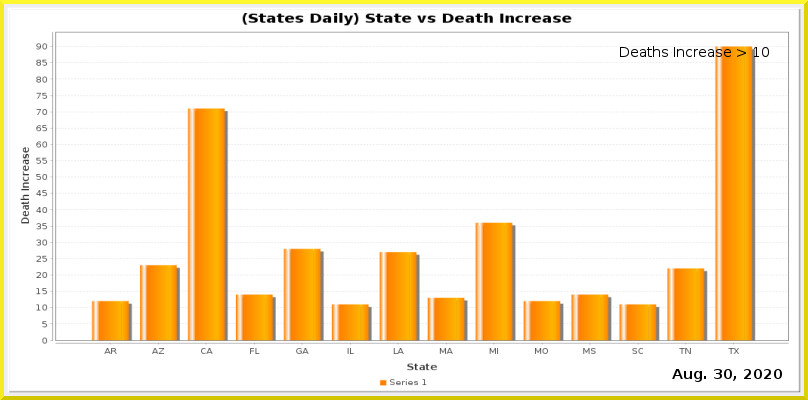 (States Daily) State vs Death Increase
Deaths Increase > 10
Death Increase
90
85
80
75
70
65
60
55
50
45
40
35
30
25
20
15
10
5
0
AR AZ CA FL GA IL LA MA MI MO MS SC TN TX
State
Series 1
Aug. 30, 2020